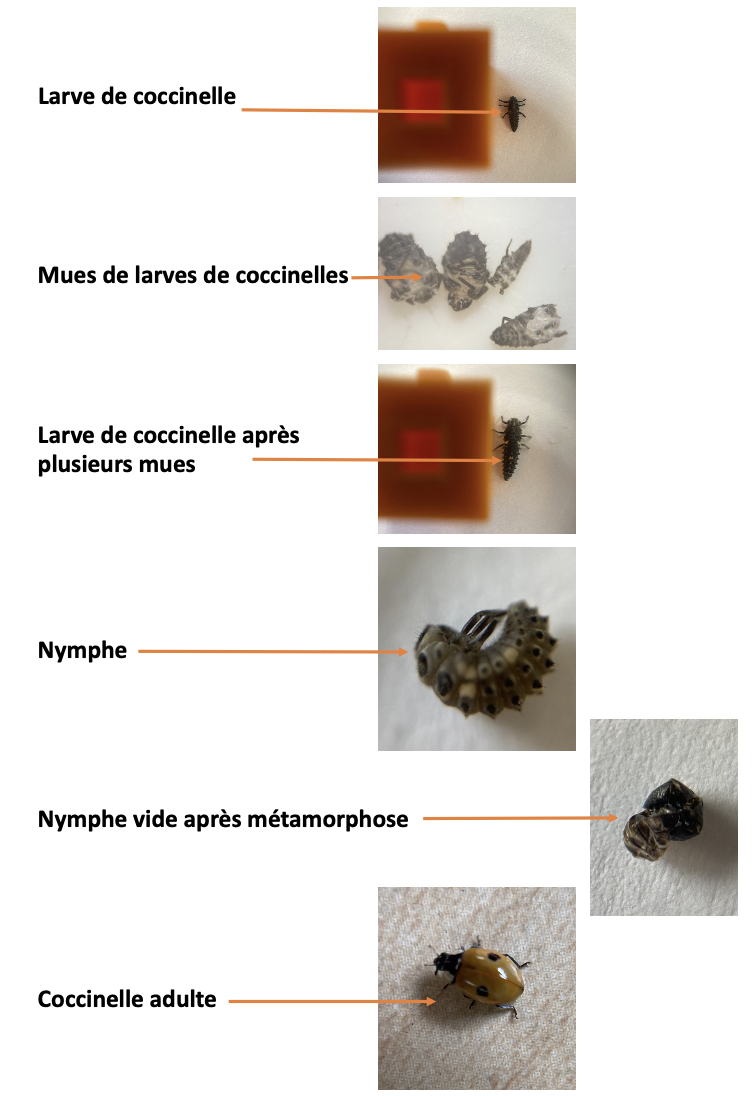 Larve de coccinelle
Mues de larves de coccinelles
Larve de coccinelle après
plusieurs mues
Nymphe
Nymphe vide après métamorphose
Coccinelle adulte